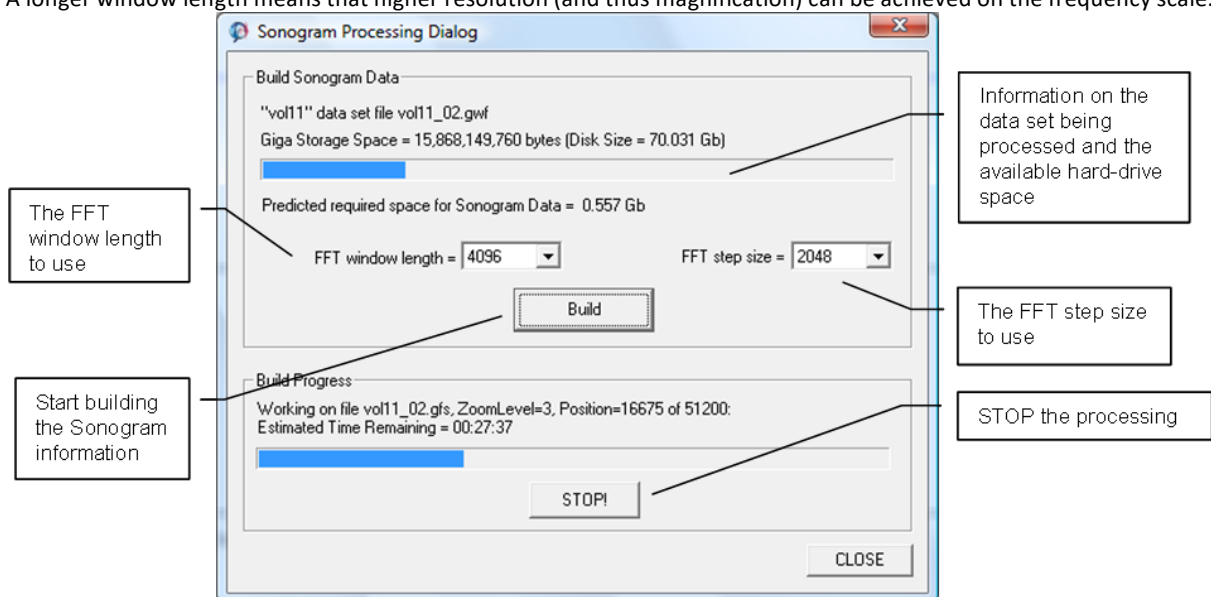 A longer window length means that higher resolution (and thus magnification) can be achieved on the frequency scale.
Sonogram Processing Dialog
Build Sonogram Data
"vol11" data set file vol11_02.gwf
Giga Storage Space = 15,868,149,760 bytes (Disk Size = 70.031 Gb)
Information on the
data set being
processed and the
available hard-drive
space
Predicted required space for Sonogram Data = 0.557 Gb
The FFT
window length
to use
FFT window length = 4096
FFT step size = 2048
Build
The FFT step size
to use
Build Progress
Working on file vol11_02.gfs, ZoomLevel=3, Position=16675 of 51200:
Estimated Time Remaining = 00:27:37
Start building
the Sonogram
information
STOP the processing
STOP!
CLOSE